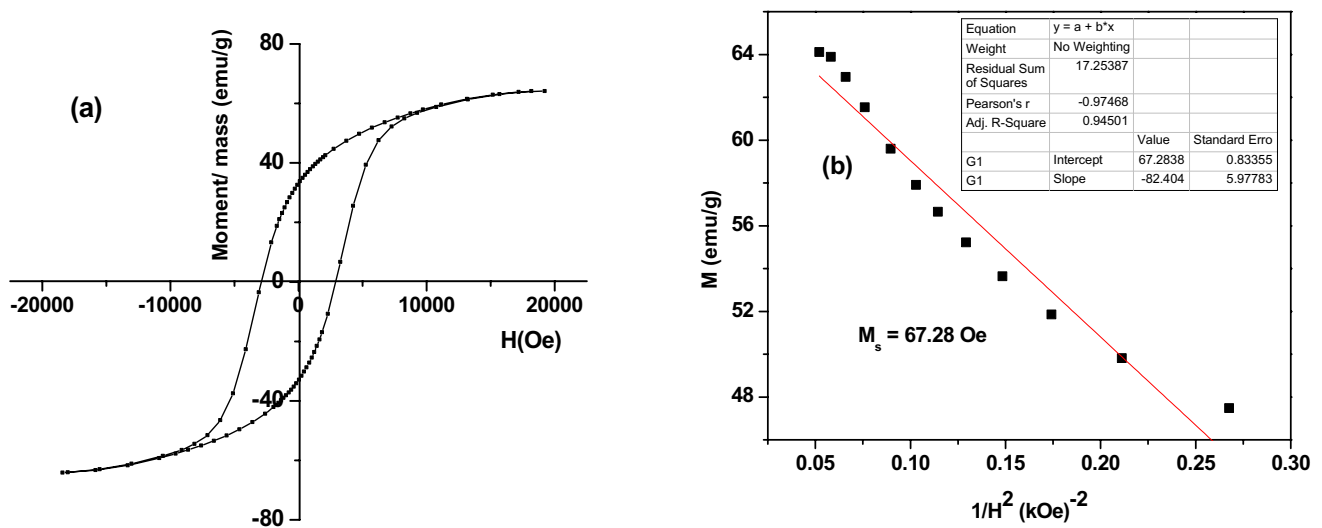 (a)
Moment/ mass (emu/g)
80
40
0
-40
-80
-20000 -10000 0 10000 20000
H(Oe)
(b)
M (emu/g)
64
60
56
52
48
0.05 0.10 0.15 0.20 0.25 0.30
1/H² (kOe)⁻²
Equation y = a + b*x
Weight No Weighting
Residual Sum of Squares 17.25387
Pearson's r -0.97468
Adj. R-Square 0.94501
Value Standard Erro
G1 Intercept 67.2838 0.83355
G1 Slope -82.404 5.97783
Mₛ = 67.28 Oe